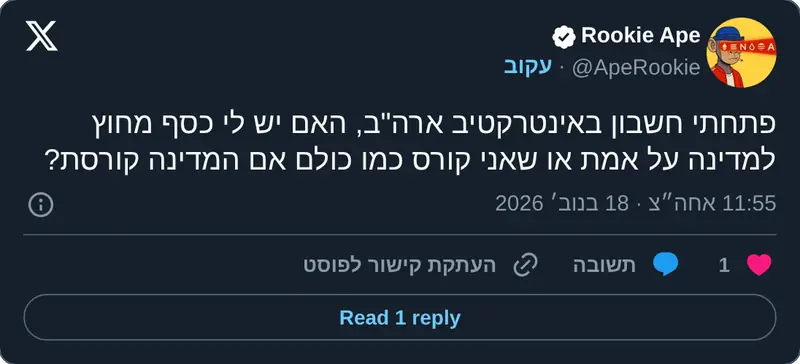 Rookie Ape
@ApeRookie · עקוב
פתחתי חשבון באינטרקטיב ארה"ב, האם יש לי כסף מחוץ
למדינה על אמת או שאני קורס כמו כולם אם המדינה קורסת?
11:55 אחה״צ · 18 בנוב׳ 2026
1 תשובה העתקת קישור לפוסט
Read 1 reply